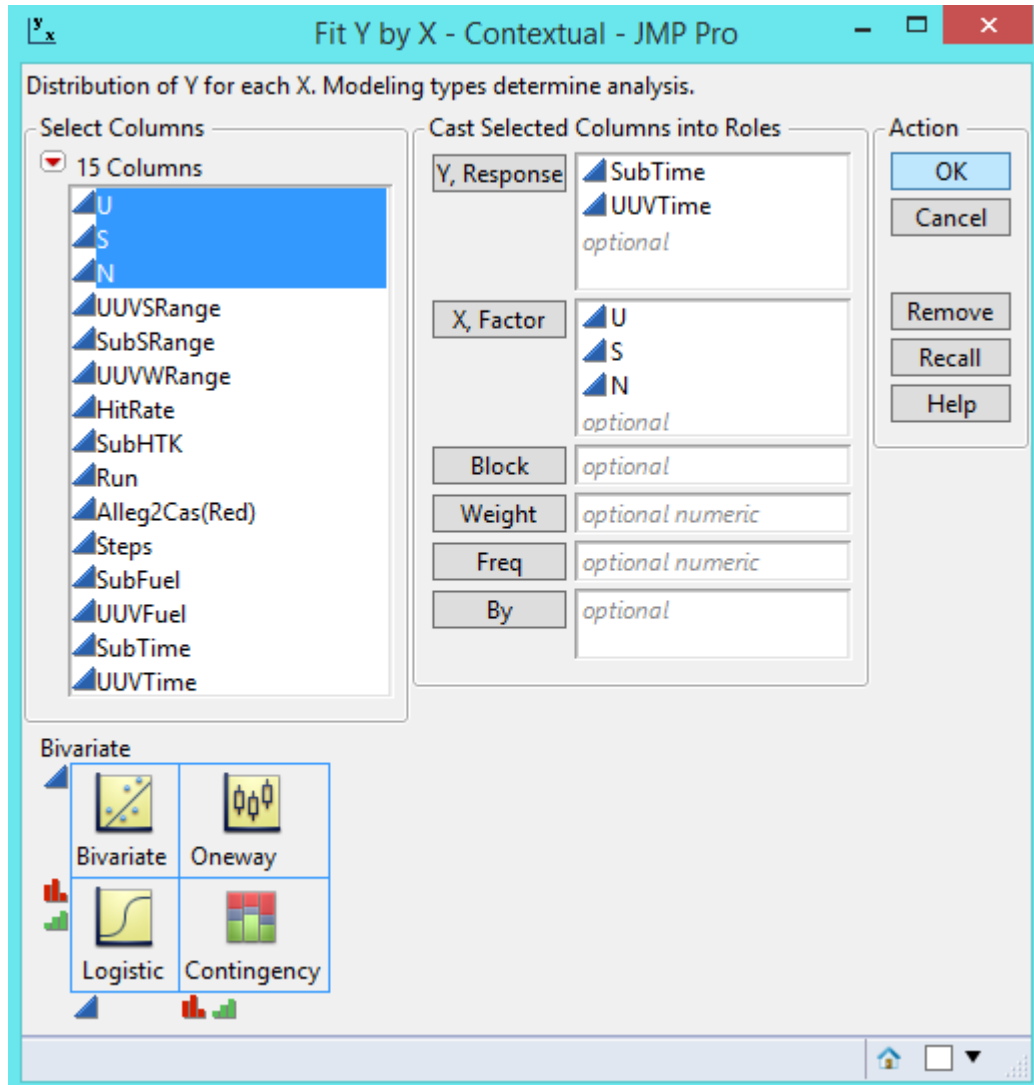 Fit Y by X - Contextual - JMP Pro
Distribution of Y for each X. Modeling types determine analysis.
Select Columns
15 Columns
U
S
N
UUVSRange
SubSRange
UUVWRange
HitRate
SubHTK
Run
Alleg2Cas(Red)
Steps
SubFuel
UUVFuel
SubTime
UUVTime
Cast Selected Columns into Roles
Y, Response
SubTime
UUVTime
optional
X, Factor
U
S
N
optional
Block
optional
Weight
optional numeric
Freq
optional numeric
By
optional
Action
OK
Cancel
Remove
Recall
Help
Bivariate
Bivariate
Oneway
Logistic
Contingency